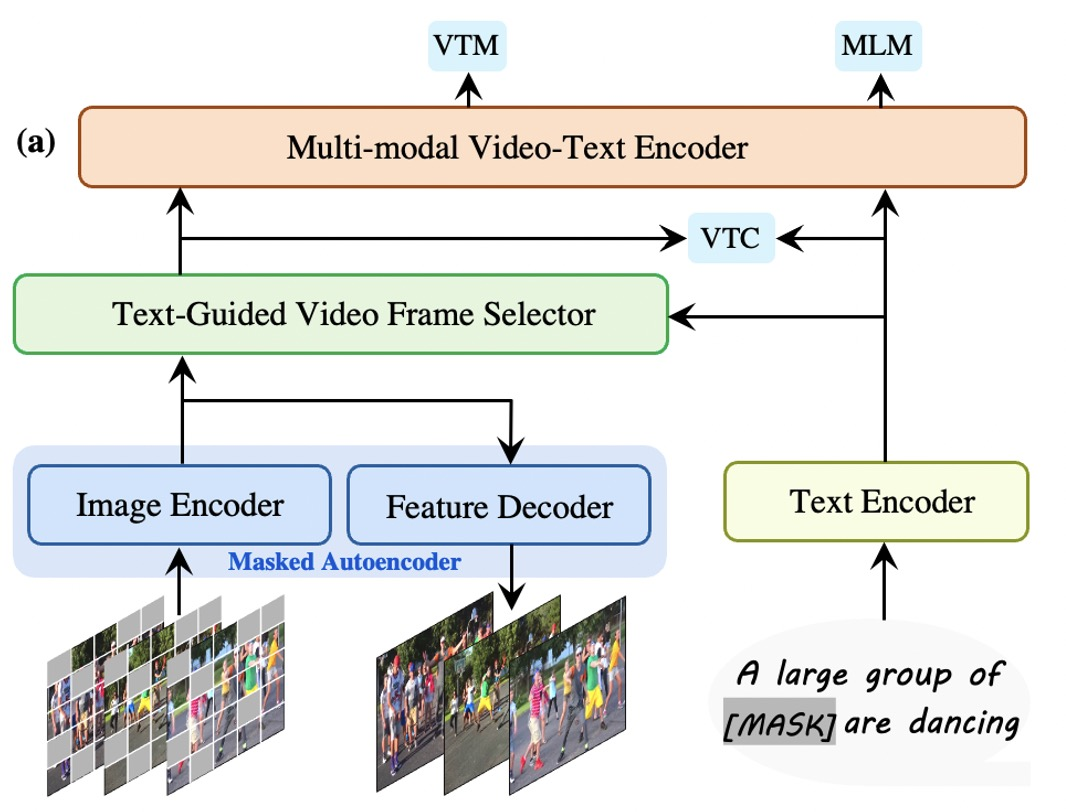 VTM
MLM
(a)
Multi-modal Video-Text Encoder
VTC
Text-Guided Video Frame Selector
Image Encoder
Feature Decoder
Text Encoder
Masked Autoencoder
A large group of
[MASK] are dancing